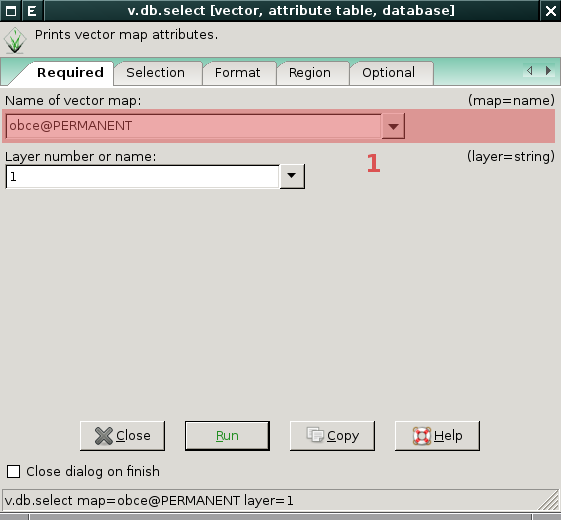 E v.db.select [vector, attribute table, database]
Prints vector map attributes.
Required Selection Format Region Optional
Name of vector map: (map=name)
obce@PERMANENT
Layer number or name: (layer=string)
1
1
Close Run Copy Help
Close dialog on finish
v.db.select map=obce@PERMANENT layer=1